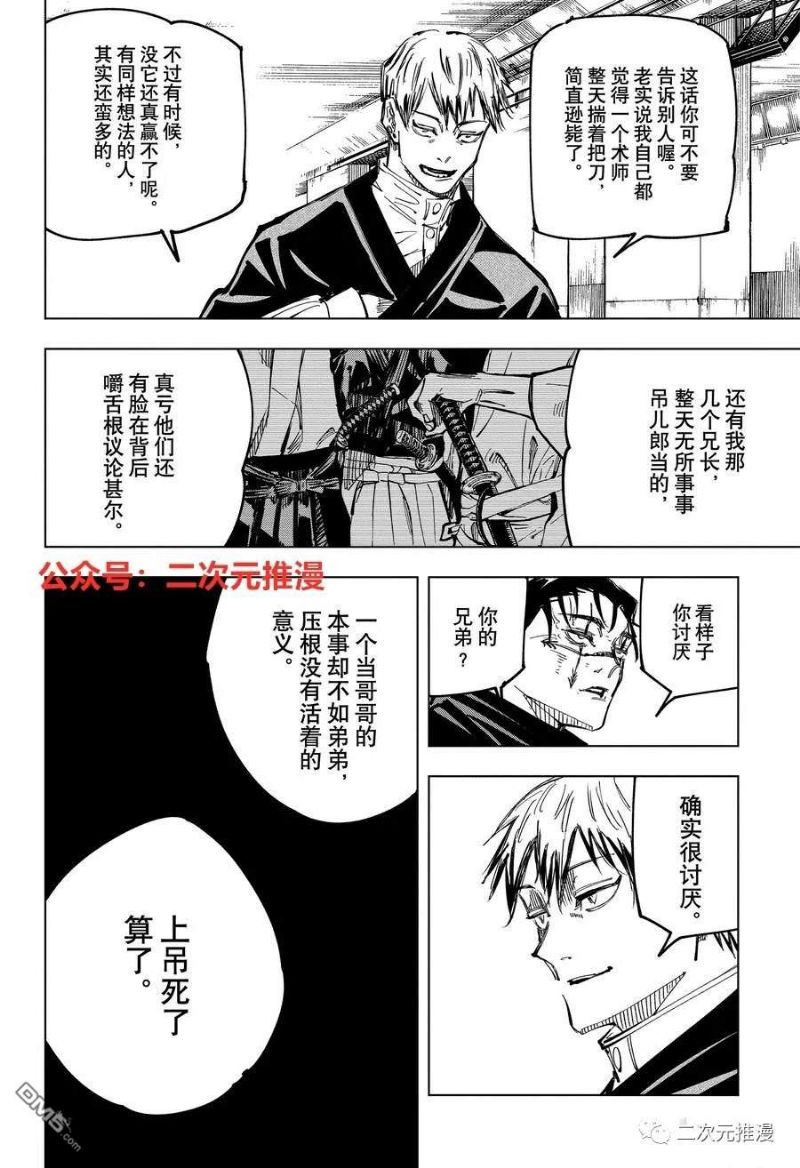 这话你可不要
告诉别人喔。
老实说我自己都
觉得一个术师
整天揣着把刀，
简直逊毙了。
不过有时候，
没它还真赢不了呢。
有同样想法的人，
其实还蛮多的。
还有我那
几个兄长，
整天无所事事
吊儿郎当的，
真亏他们还
有脸在背后
嚼舌根议论甚尔。
公众号：二次元推漫
看样子
你讨厌
你的
兄弟？
确实很讨厌。
一个当哥哥的
本事却不如弟弟，
压根没有活着的
意义。
上吊死了
算了。
二次元推漫